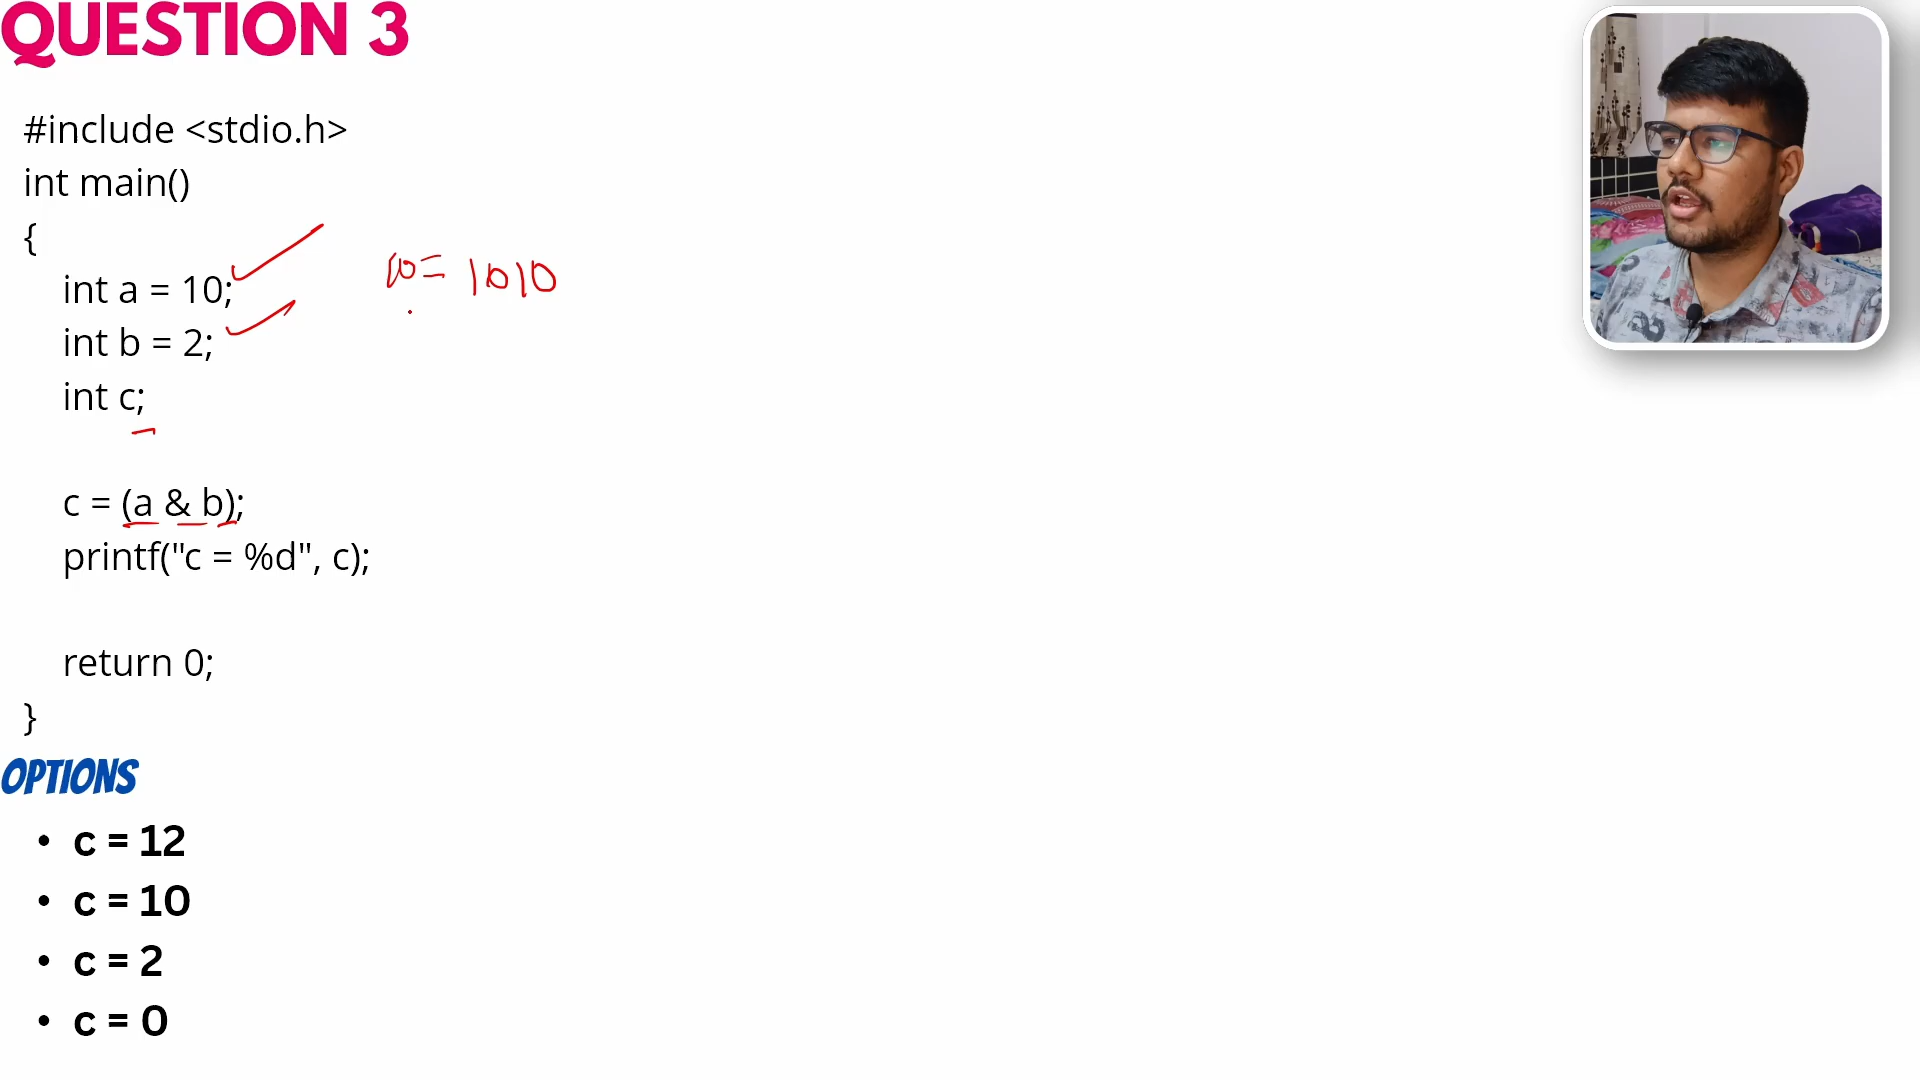 QUESTION 3
#include <stdio.h>
int main()
{
int a = 10;
10 = 1010
int b = 2;
int c;
c = (a & b);
printf("c = %d", c);
return 0;
}
OPTIONS
• c = 12
• c = 10
• c = 2
• c = 0